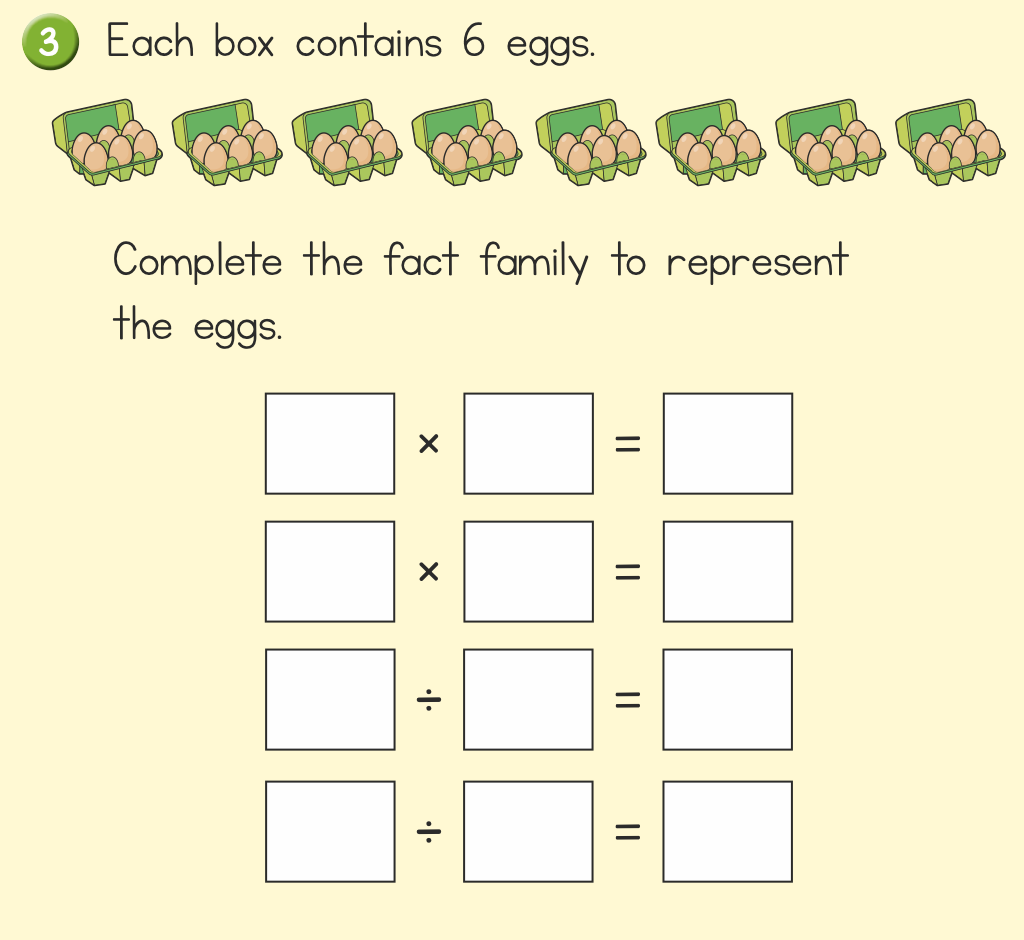 3 Each box contains 6 eggs.
Complete the fact family to represent
the eggs.
× =
× =
÷ =
÷ =